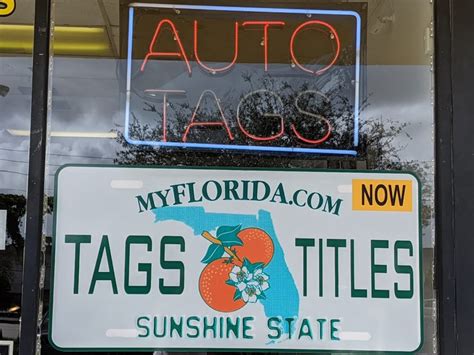 AUTO
TAGS
MYFLORIDA.COM
NOW
TAGS TITLES
SUNSHINE STATE